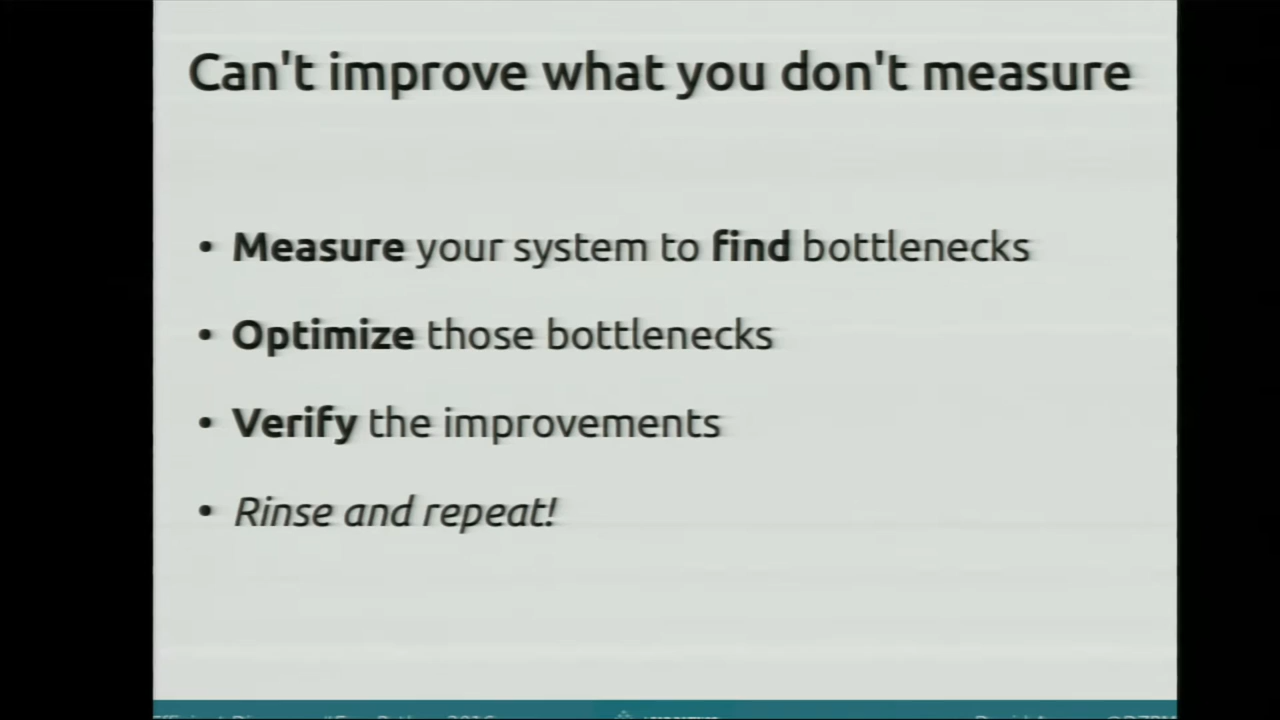 Can't improve what you don't measure
• Measure your system to find bottlenecks
• Optimize those bottlenecks
• Verify the improvements
• Rinse and repeat!